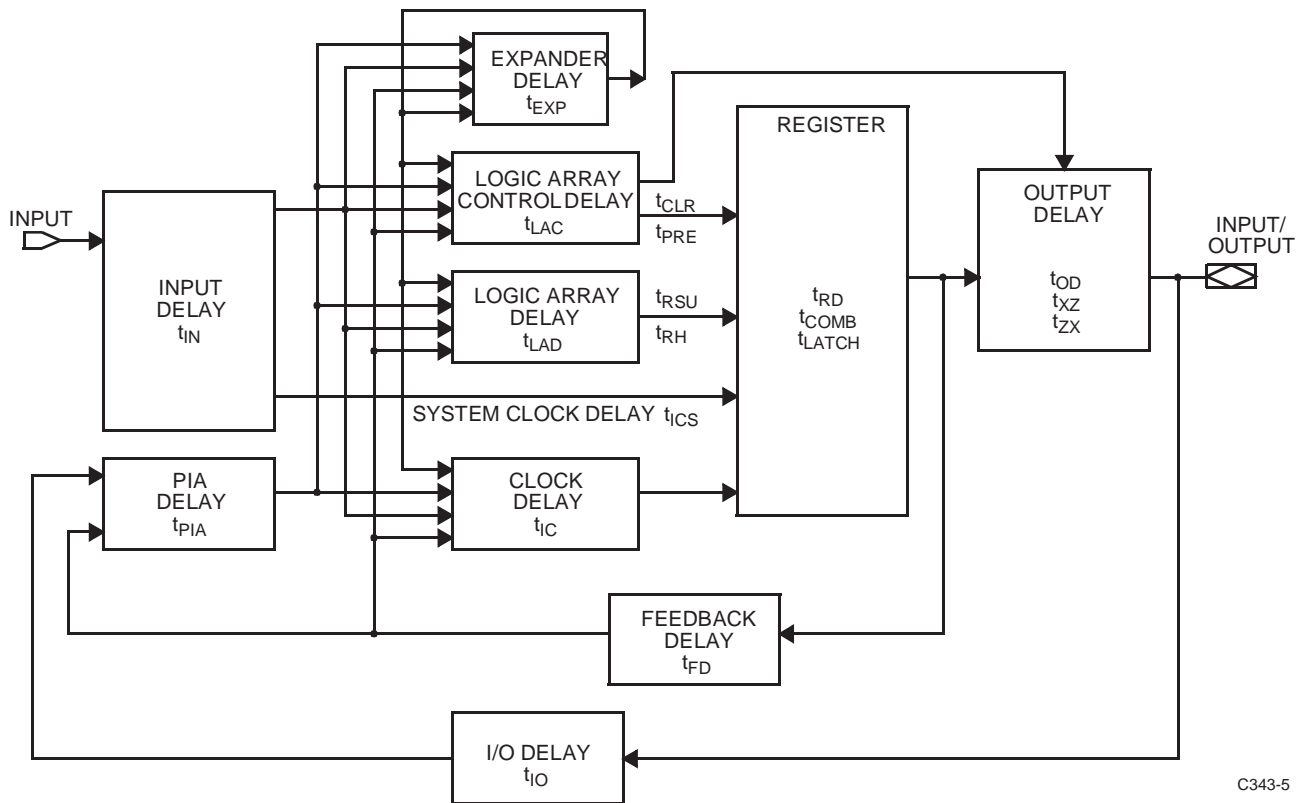 EXPANDER
DELAY
tEXP
REGISTER
LOGIC ARRAY
CONTROL DELAY
tLAC
tCLR
tPRE
OUTPUT
DELAY
tOD
tXZ
tZX
INPUT
INPUT/
OUTPUT
INPUT
DELAY
tIN
LOGIC ARRAY
DELAY
tLAD
tRSU
tRH
tRD
tCOMB
tLATCH
SYSTEM CLOCK DELAY tICS
PIA
DELAY
tPIA
CLOCK
DELAY
tIC
FEEDBACK
DELAY
tFD
I/O DELAY
tIO
C343-5